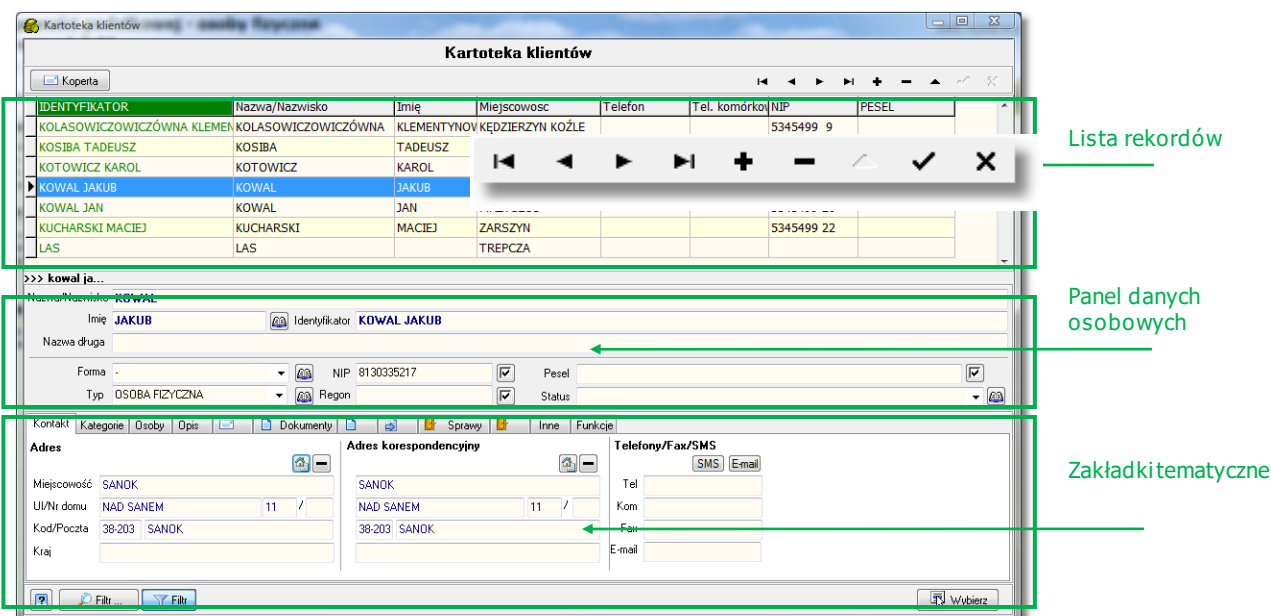 Kartoteka klientów
Kartoteka klientów
Koperta
IDENTYFIKATOR Nazwa/Nazwisko Imię Miejscowosc Telefon Tel. komórkow NIP PESEL
KOLASOWICZOWICZÓWNA KLEMEN KOLASOWICZOWICZÓWNA KLEMENTYNOV KĘDZIERZYN KOŹLE 5345499 9
KOSIBA TADEUSZ KOSIBA TADEUSZ
KOTOWICZ KAROL KOTOWICZ KAROL
KOWAL JAKUB KOWAL JAKUB
KOWAL JAN KOWAL JAN
KUCHARSKI MACIEJ KUCHARSKI MACIEJ ZARSZYN 5345499 22
LAS LAS TREPCZA
Lista rekordów
>>> kowal ja...
Nazwa/Nazwisko KOWAL
Imię JAKUB Identyfikator KOWAL JAKUB
Nazwa długa
Forma - NIP 8130335217 Pesel
Typ OSOBA FIZYCZNA Regon Status
Panel danych
osobowych
Kontakt Kategorie Osoby Opis Dokumenty Sprawy Inne Funkcje
Adres Adres korespondencyjny Telefony/Fax/SMS
SMS E-mail
Miejscowość SANOK SANOK Tel
Ul/Nr domu NAD SANEM 11 / NAD SANEM 11 / Kom
Kod/Poczta 38-203 SANOK 38-203 SANOK Fax
Kraj E-mail
Zakładki tematyczne
? Filtr ... Filtr Wybierz